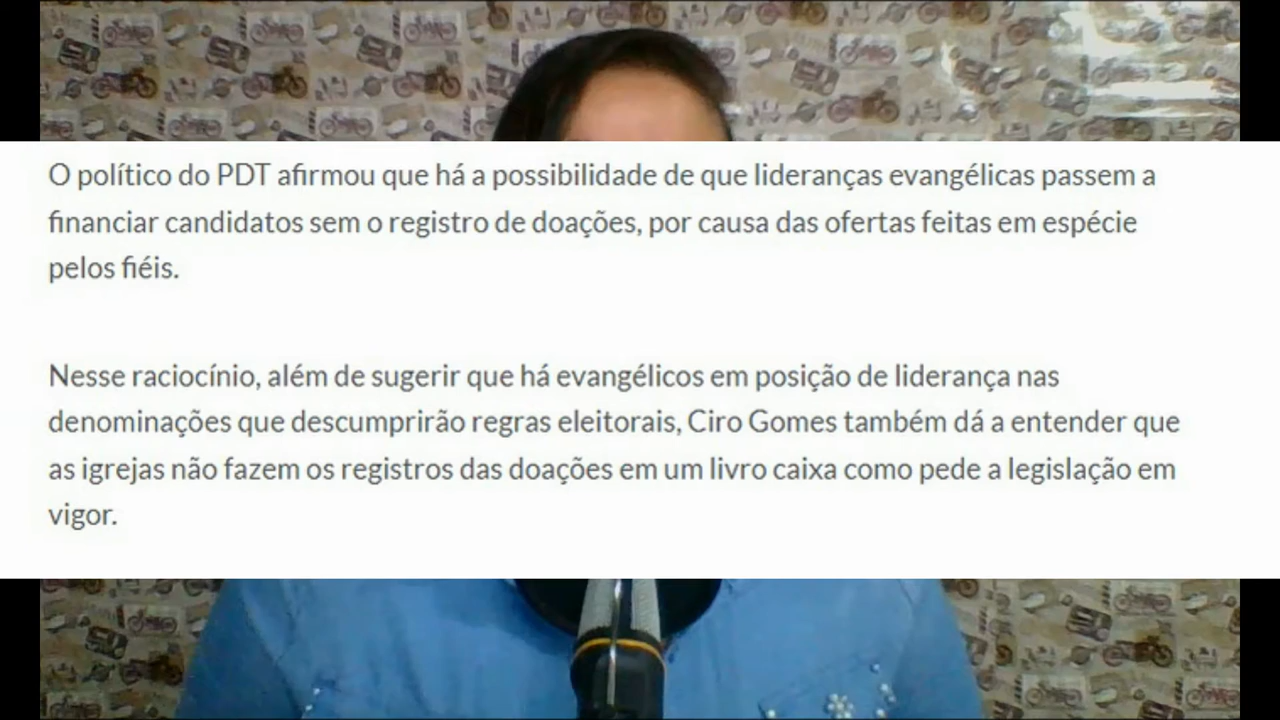 O político do PDT afirmou que há a possibilidade de que lideranças evangélicas passem a
financiar candidatos sem o registro de doações, por causa das ofertas feitas em espécie
pelos fiéis.
Nesse raciocínio, além de sugerir que há evangélicos em posição de liderança nas
denominações que descumprirão regras eleitorais, Ciro Gomes também dá a entender que
as igrejas não fazem os registros das doações em um livro caixa como pede a legislação em
vigor.